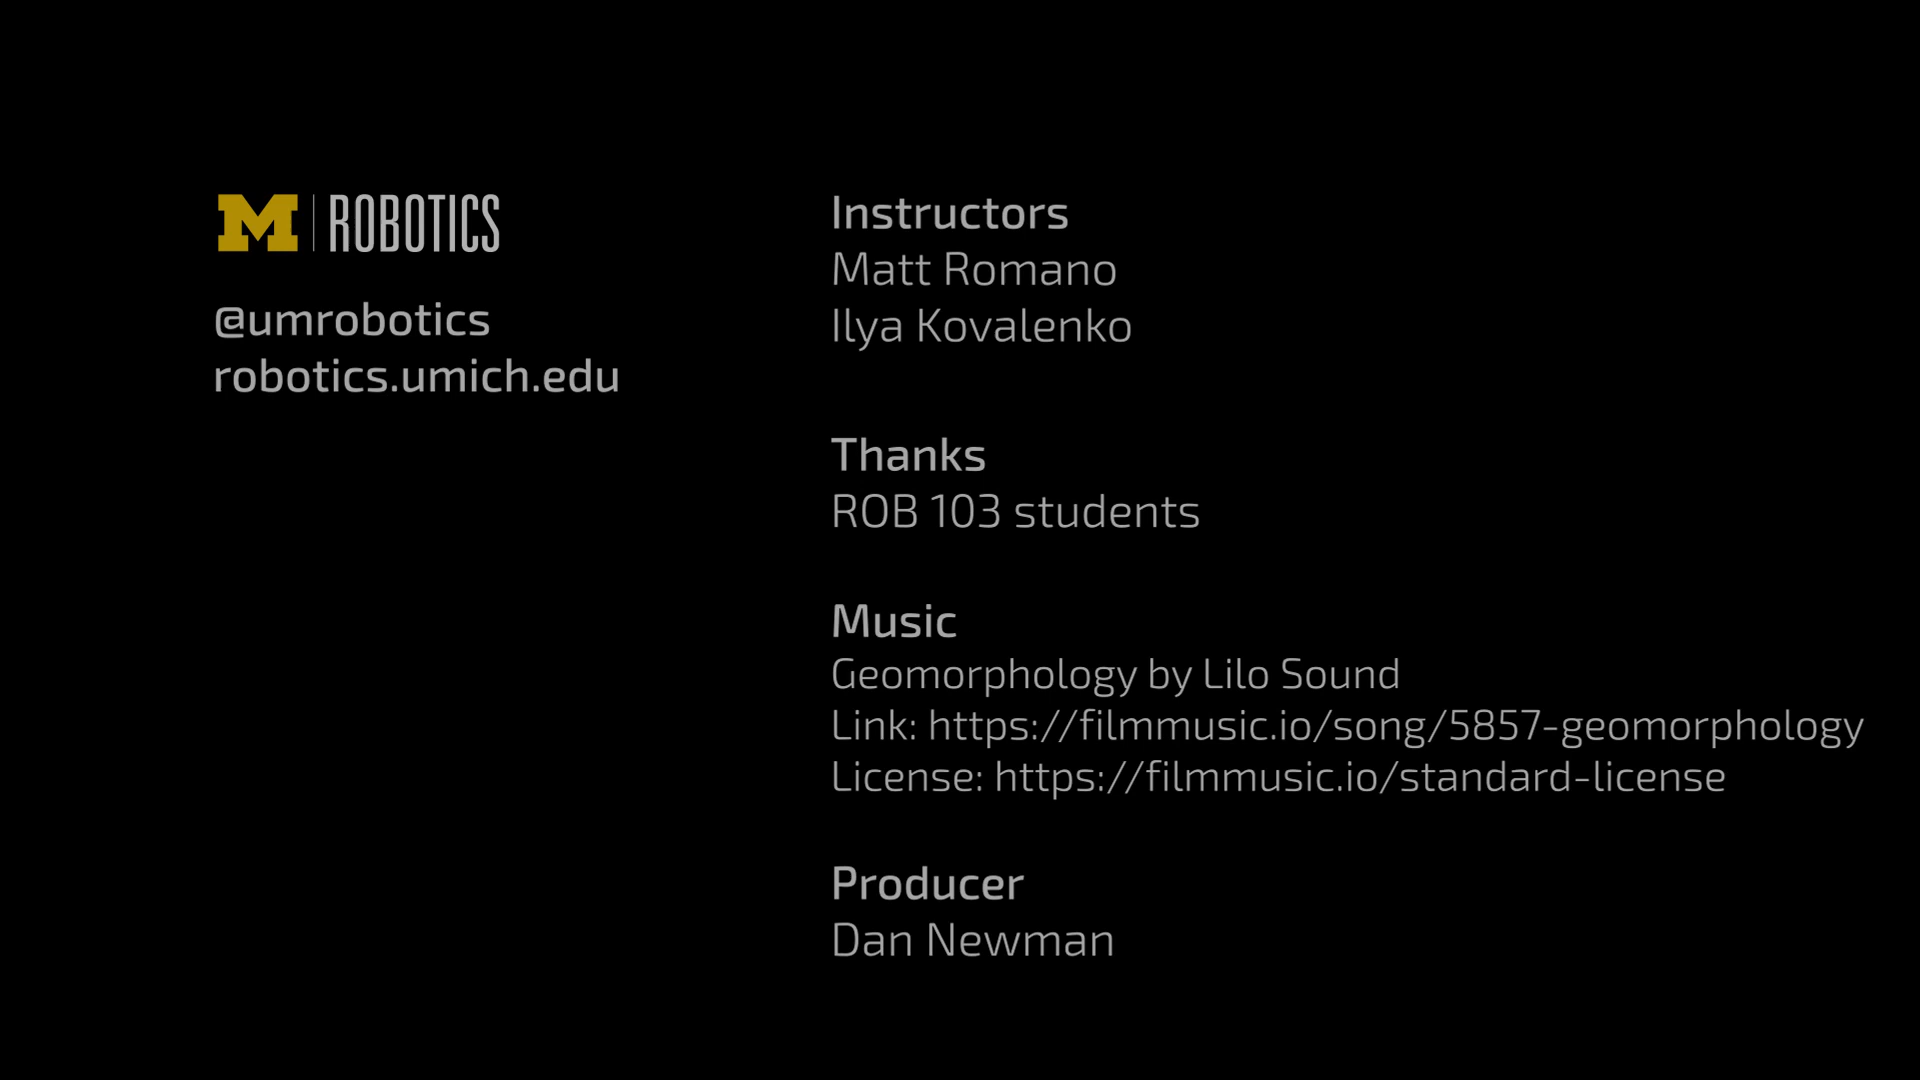 M | ROBOTICS
@umrobotics
robotics.umich.edu
Instructors
Matt Romano
Ilya Kovalenko
Thanks
ROB 103 students
Music
Geomorphology by Lilo Sound
Link: https://filmmusic.io/song/5857-geomorphology
License: https://filmmusic.io/standard-license
Producer
Dan Newman